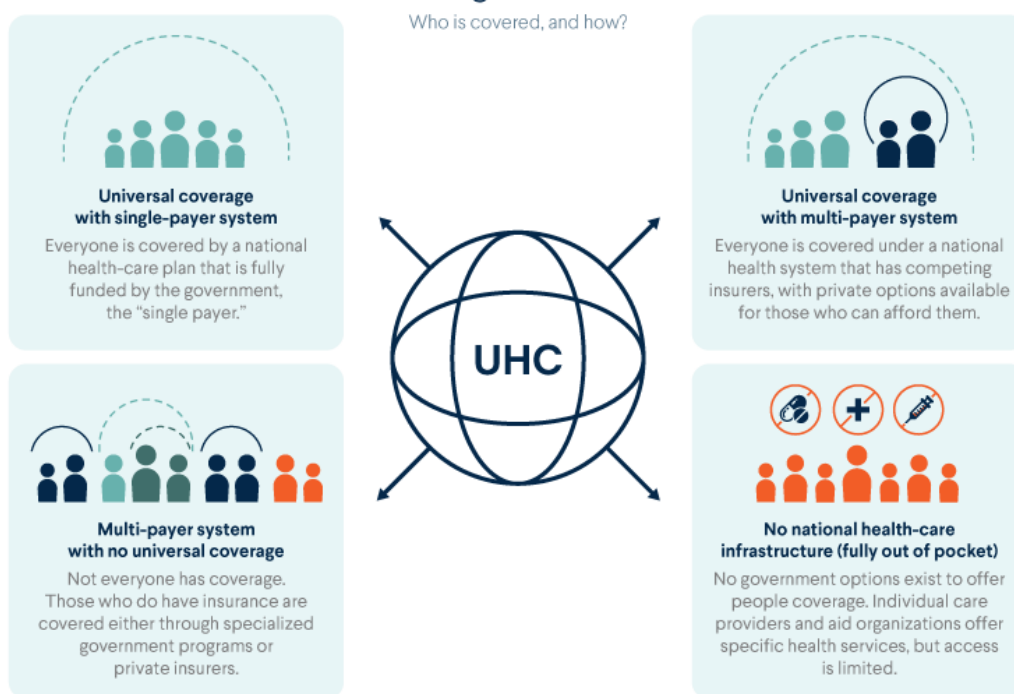 Who is covered, and how?
Universal coverage
with single-payer system
Everyone is covered by a national
health-care plan that is fully
funded by the government,
the “single payer.”
Universal coverage
with multi-payer system
Everyone is covered under a national
health system that has competing
insurers, with private options available
for those who can afford them.
UHC
Multi-payer system
with no universal coverage
Not everyone has coverage.
Those who do have insurance are
covered either through specialized
government programs or
private insurers.
No national health-care
infrastructure (fully out of pocket)
No government options exist to offer
people coverage. Individual care
providers and aid organizations offer
specific health services, but access
is limited.